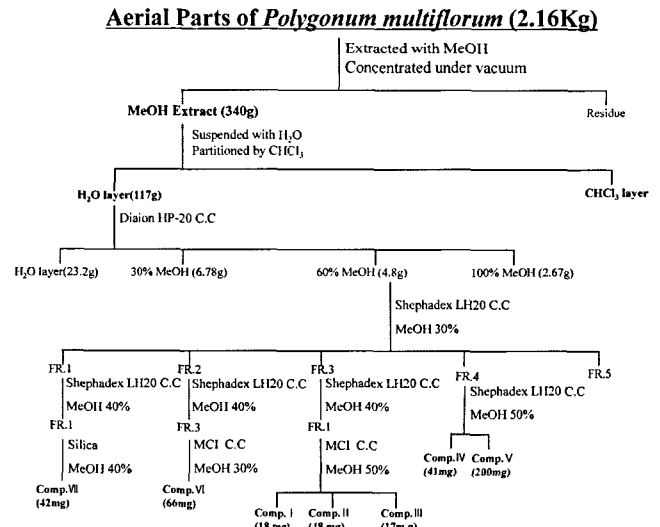 Aerial Parts of Polygonum multiflorum (2.16Kg)
Extracted with MeOH
Concentrated under vacuum
MeOH Extract (340g)
Residue
Suspended with H₂O
Partitioned by CHCl₃
H₂O layer(117g)
CHCl₃ layer
Diaion HP-20 C.C
H₂O layer(23.2g) 30% MeOH (6.78g) 60% MeOH (4.8g) 100% MeOH (2.67g)
Shephadex LH20 C.C
MeOH 30%
FR.1 FR.2 FR.3 FR.4 FR.5
Shephadex LH20 C.C Shephadex LH20 C.C Shephadex LH20 C.C Shephadex LH20 C.C
MeOH 40% MeOH 40% MeOH 40% MeOH 50%
FR.1 FR.3 FR.1
Silica MCI C.C MCI C.C
MeOH 40% MeOH 30% MeOH 50%
Comp.IV Comp.V
(41mg) (200mg)
Comp.VII Comp.VI
(42mg) (66mg)
Comp. I Comp. II Comp. III
(18 mg) (48 mg) (17mg)